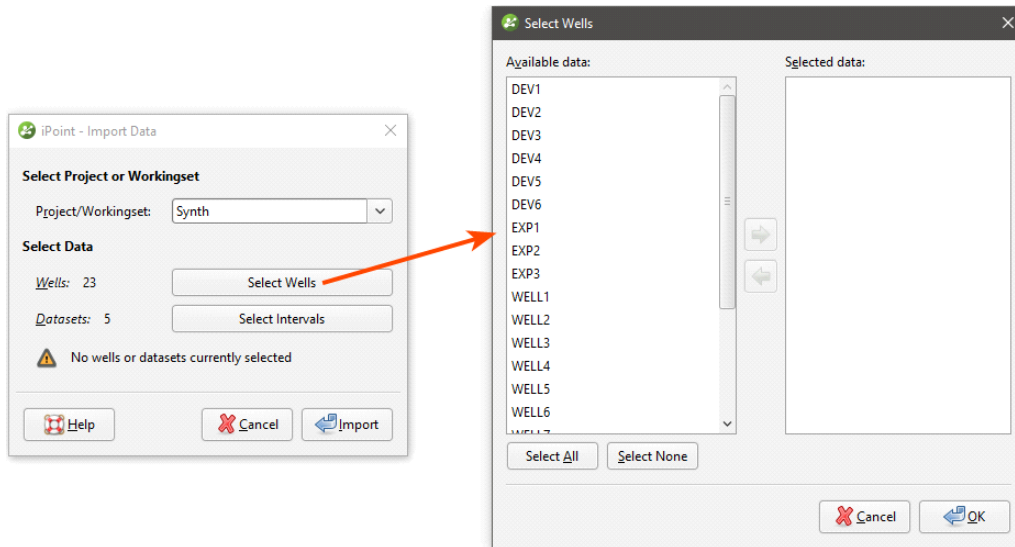 iPoint - Import Data
Select Project or Workingset
Project/Workingset: Synth
Select Data
Wells: 23 Select Wells
Datasets: 5 Select Intervals
No wells or datasets currently selected
Help Cancel Import
Select Wells
Available data: Selected data:
DEV1
DEV2
DEV3
DEV4
DEV5
DEV6
EXP1
EXP2
EXP3
WELL1
WELL2
WELL3
WELL4
WELL5
WELL6
WELL7
Select All Select None
Cancel OK